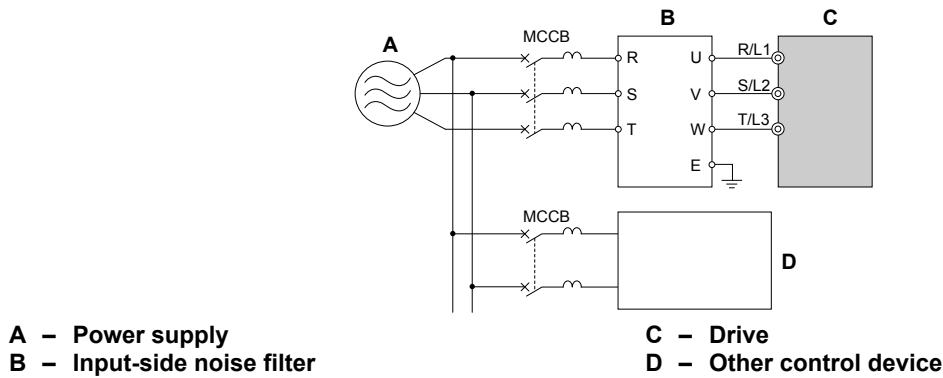 B C
A
MCCB
R U R/L1
S V S/L2
T W T/L3
E
MCCB
D
A – Power supply
B – Input-side noise filter
C – Drive
D – Other control device